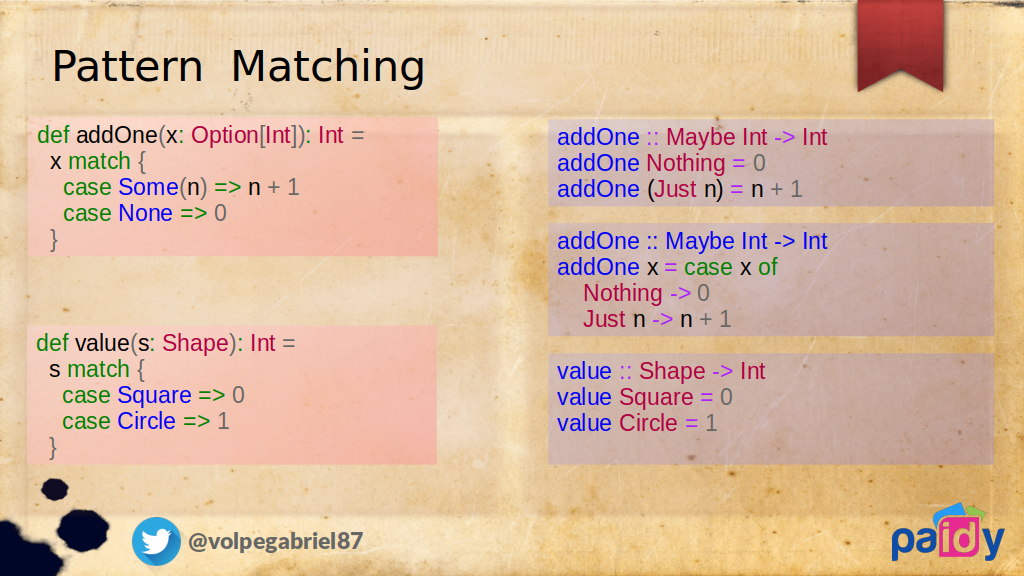 Pattern Matching
def addOne(x: Option[Int]): Int =
  x match {
    case Some(n) => n + 1
    case None => 0
  }
def value(s: Shape): Int =
  s match {
    case Square => 0
    case Circle => 1
  }
addOne :: Maybe Int -> Int
addOne Nothing = 0
addOne (Just n) = n + 1
addOne :: Maybe Int -> Int
addOne x = case x of
    Nothing -> 0
    Just n -> n + 1
value :: Shape -> Int
value Square = 0
value Circle = 1
@volpegabriel87
paidy